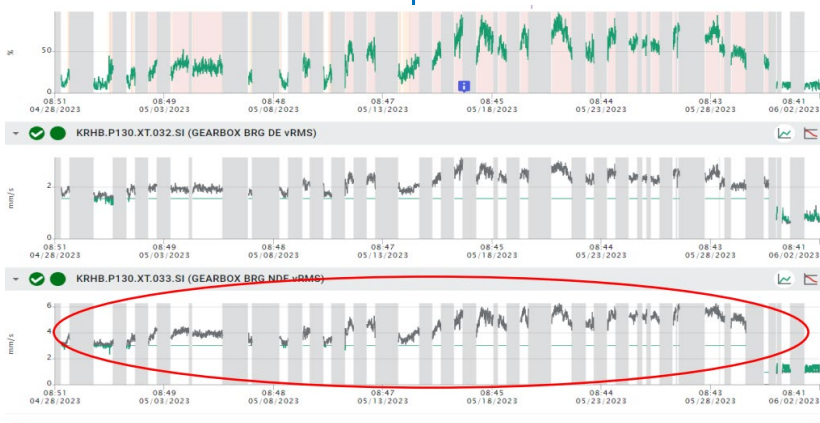 %
50
0
08:51 08:49 08:48 08:47 08:45 08:44 08:43 08:41
04/28/2023 05/03/2023 05/08/2023 05/13/2023 05/18/2023 05/23/2023 05/28/2023 06/02/2023
KRHB.P130.XT.032.SI (GEARBOX BRG DE vRMS)
mm/s
2
0
08:51 08:49 08:48 08:47 08:45 08:44 08:43 08:41
04/28/2023 05/03/2023 05/08/2023 05/13/2023 05/18/2023 05/23/2023 05/28/2023 06/02/2023
KRHB.P130.XT.033.SI (GEARBOX BRG NDE vRMS)
mm/s
6
4
2
0
08:51 08:49 08:48 08:47 08:45 08:44 08:43 08:41
04/28/2023 05/03/2023 05/08/2023 05/13/2023 05/18/2023 05/23/2023 05/28/2023 06/02/2023